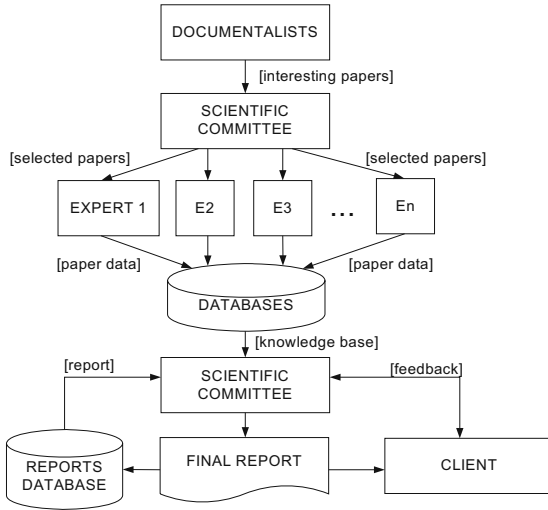 DOCUMENTALISTS
[interesting papers]
SCIENTIFIC
COMMITTEE
[selected papers]
[selected papers]
EXPERT 1
E2
E3
...
En
[paper data]
[paper data]
DATABASES
[knowledge base]
[report]
SCIENTIFIC
COMMITTEE
[feedback]
REPORTS
DATABASE
FINAL REPORT
CLIENT